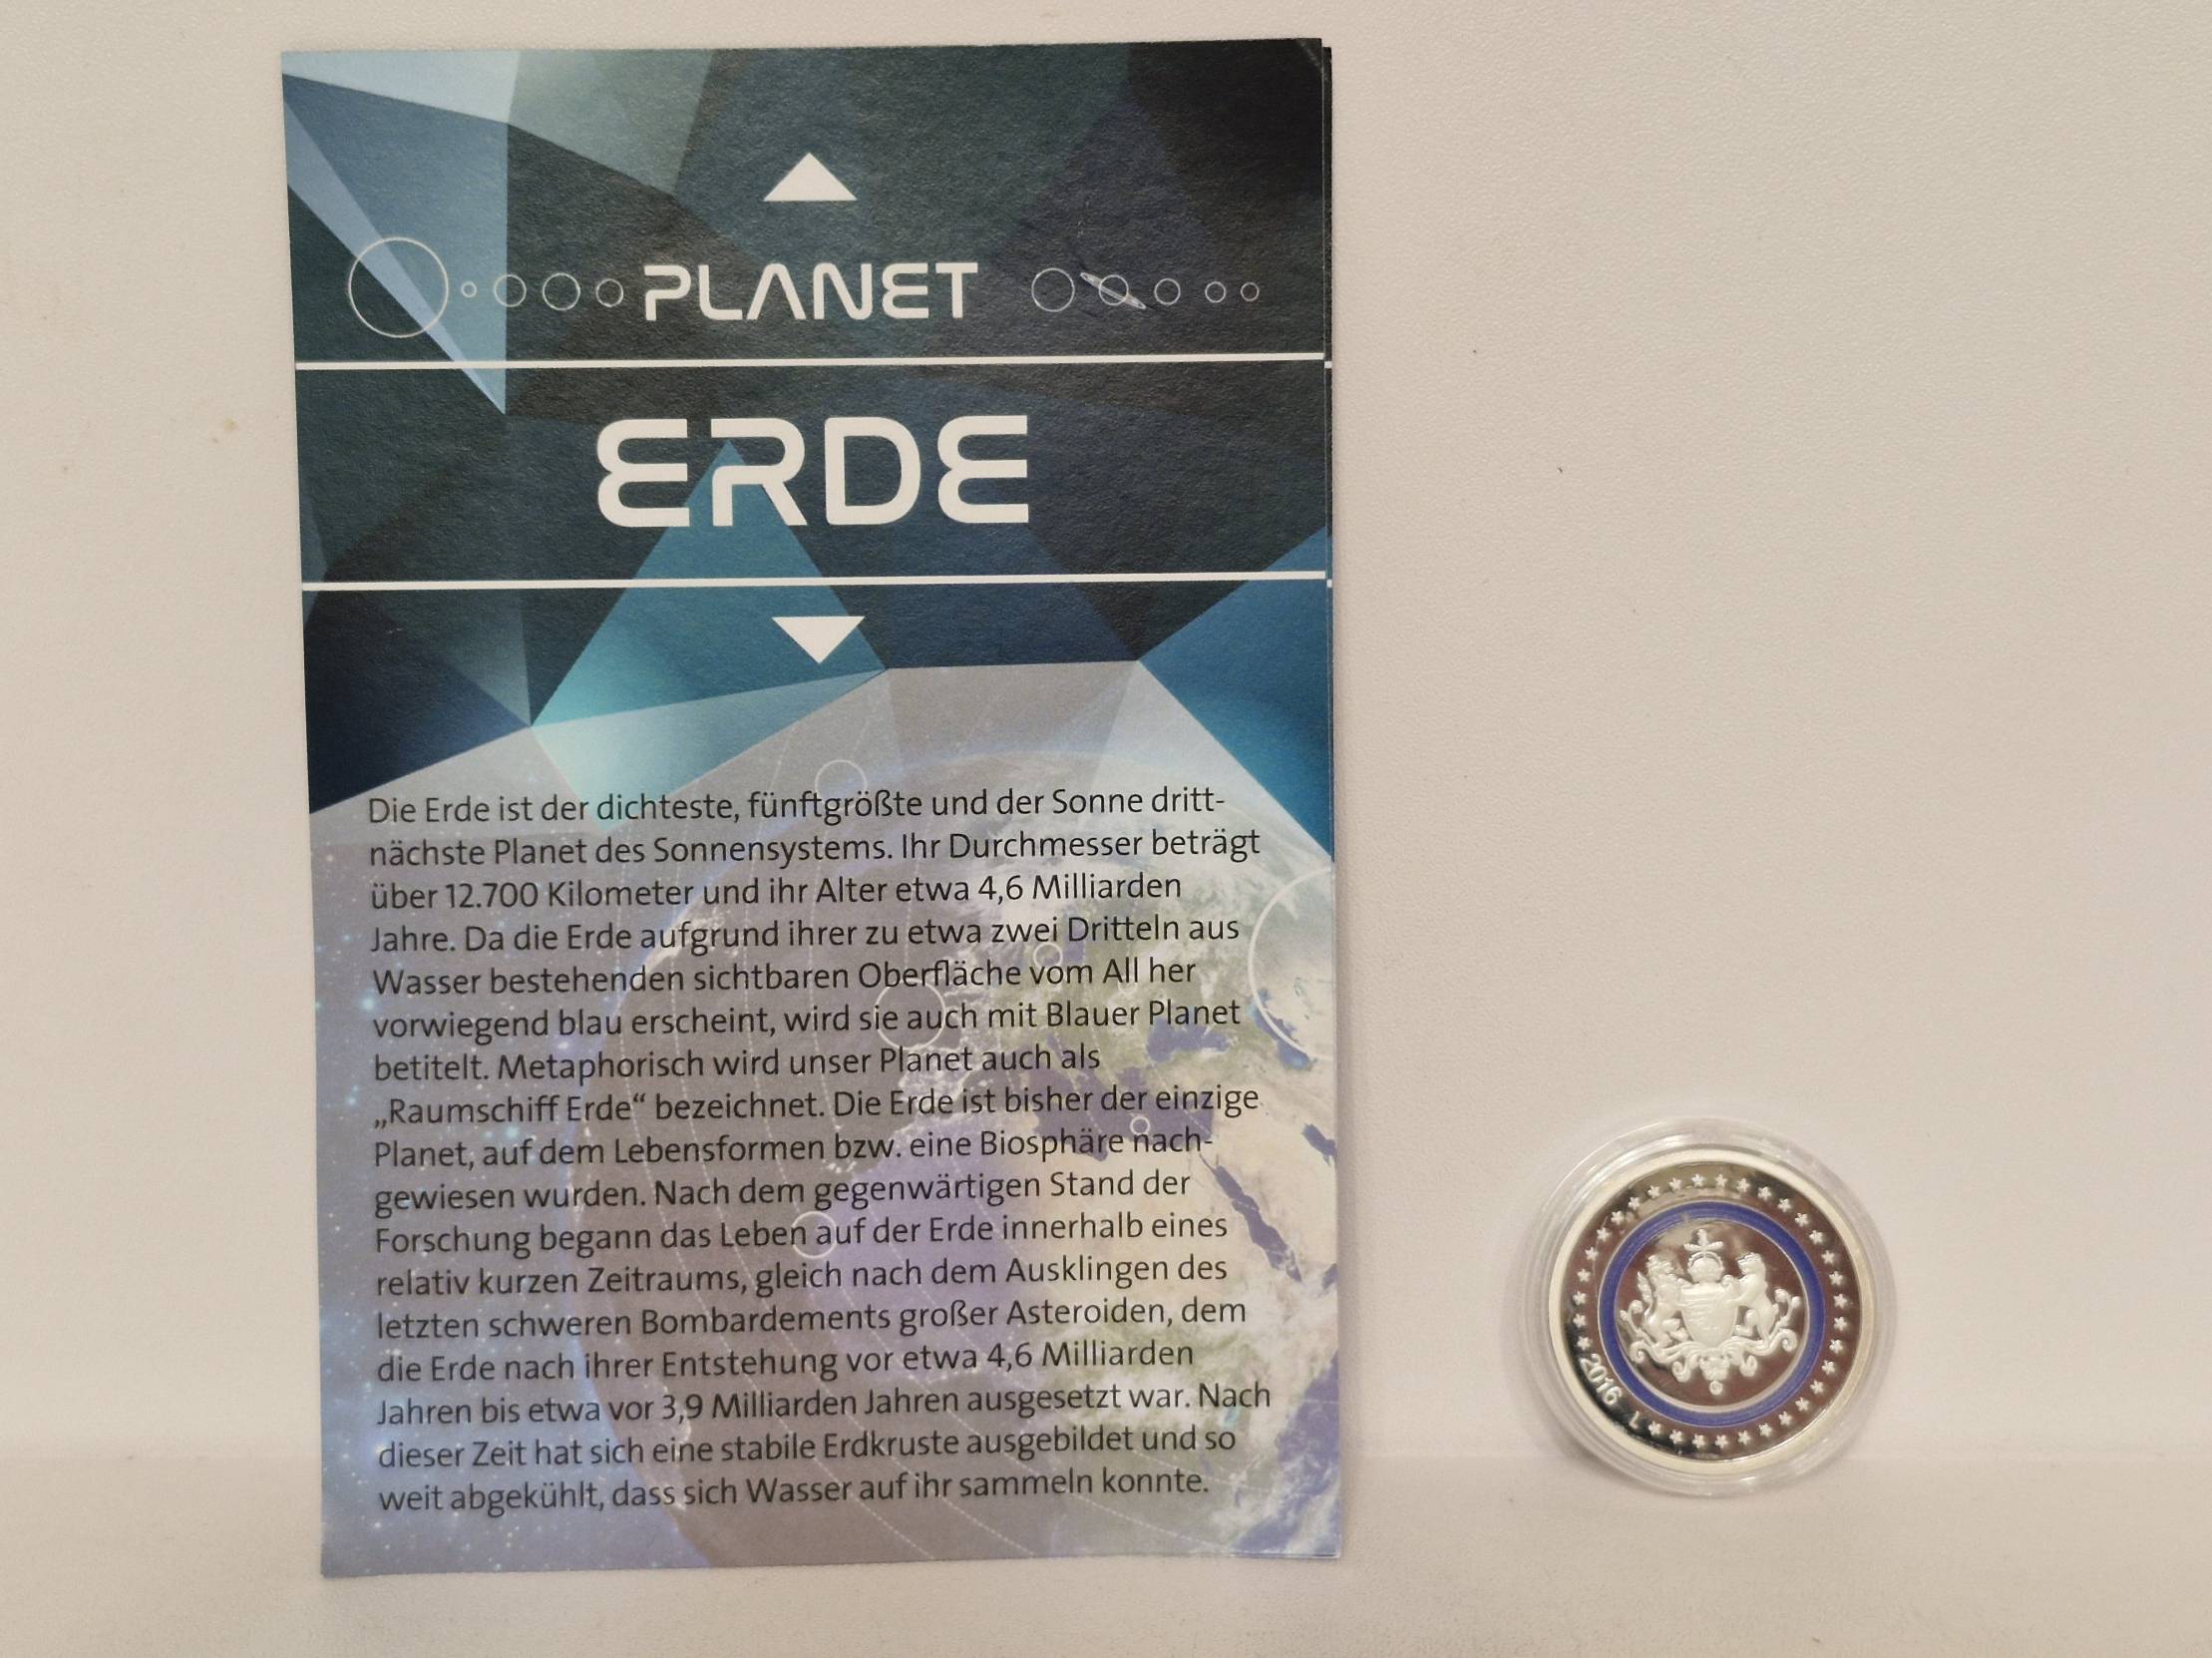 PLANET
ERDE
Die Erde ist der dichteste, fünftgrößte und der Sonne dritt-
nächste Planet des Sonnensystems. Ihr Durchmesser beträgt
über 12.700 Kilometer und ihr Alter etwa 4,6 Milliarden
Jahre. Da die Erde aufgrund ihrer zu etwa zwei Dritteln aus
Wasser bestehenden sichtbaren Oberfläche vom All her
vorwiegend blau erscheint, wird sie auch mit Blauer Planet
betitelt. Metaphorisch wird unser Planet auch als
„Raumschiff Erde“ bezeichnet. Die Erde ist bisher der einzige
Planet, auf dem Lebensformen bzw. eine Biosphäre nach-
gewiesen wurden. Nach dem gegenwärtigen Stand der
Forschung begann das Leben auf der Erde innerhalb eines
relativ kurzen Zeitraums, gleich nach dem Ausklingen des
letzten schweren Bombardements großer Asteroiden, dem
die Erde nach ihrer Entstehung vor etwa 4,6 Milliarden
Jahren bis etwa vor 3,9 Milliarden Jahren ausgesetzt war. Nach
dieser Zeit hat sich eine stabile Erdkruste ausgebildet und so
weit abgekühlt, dass sich Wasser auf ihr sammeln konnte.
2016